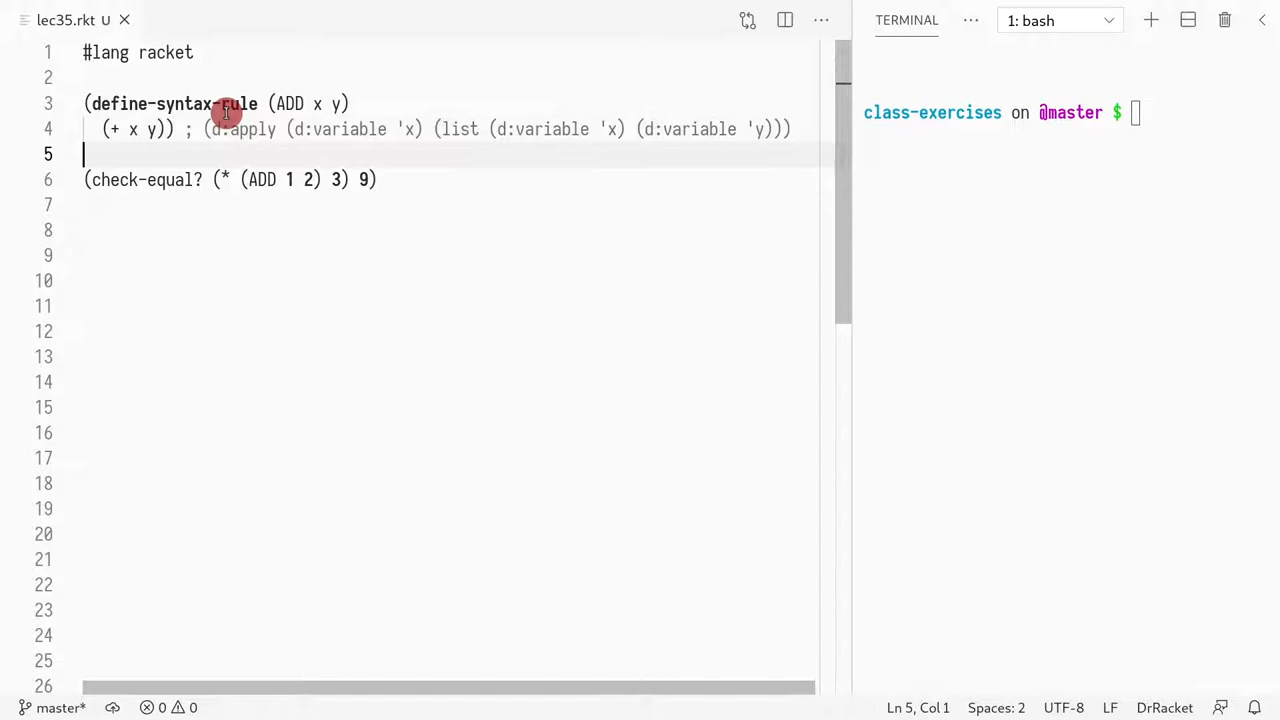 lec35.rkt U
TERMINAL
1: bash
1 #lang racket
2
3 (define-syntax-rule (ADD x y)
4 (+ x y)) ; (d:apply (d:variable 'x) (list (d:variable 'x) (d:variable 'y)))
5
6 (check-equal? (* (ADD 1 2) 3) 9)
7
8
9
10
11
12
13
14
15
16
17
18
19
20
21
22
23
24
25
26
class-exercises on @master $
master* 0 0 Ln 5, Col 1 Spaces: 2 UTF-8 LF DrRacket